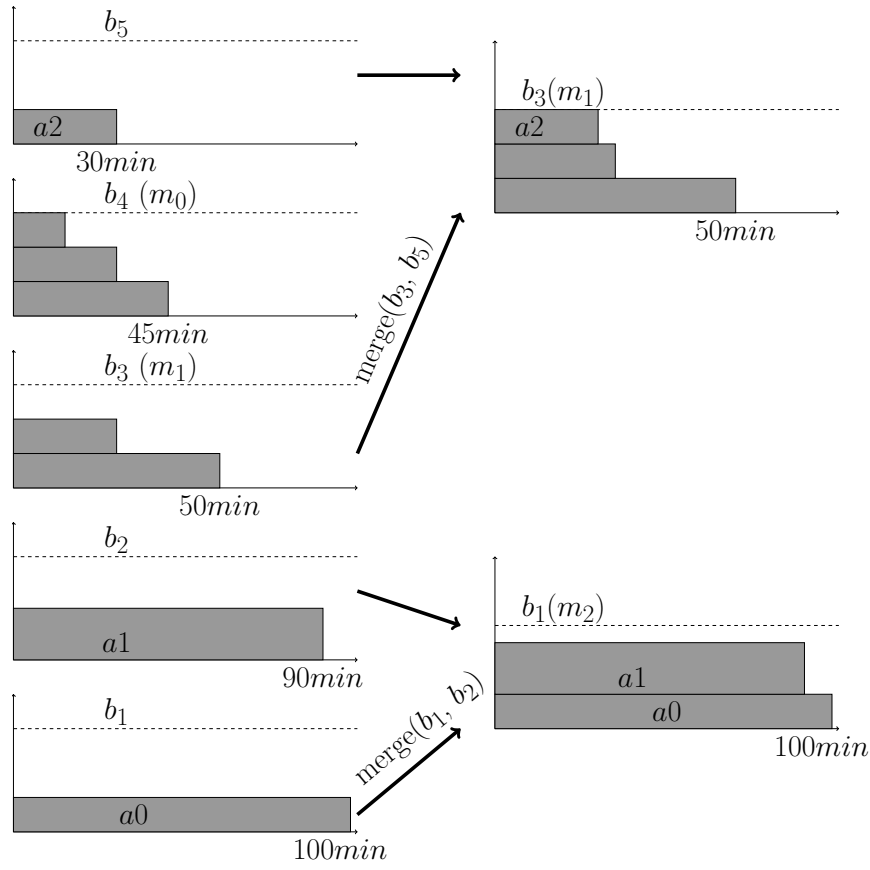 b₅
a2
30min
b₄ (m₀)
45min
b₃ (m₁)
50min
b₂
a1
90min
b₁
a0
100min
merge(b₃, b₅)
merge(b₁, b₂)
b₃(m₁)
a2
50min
b₁(m₂)
a1
a0
100min